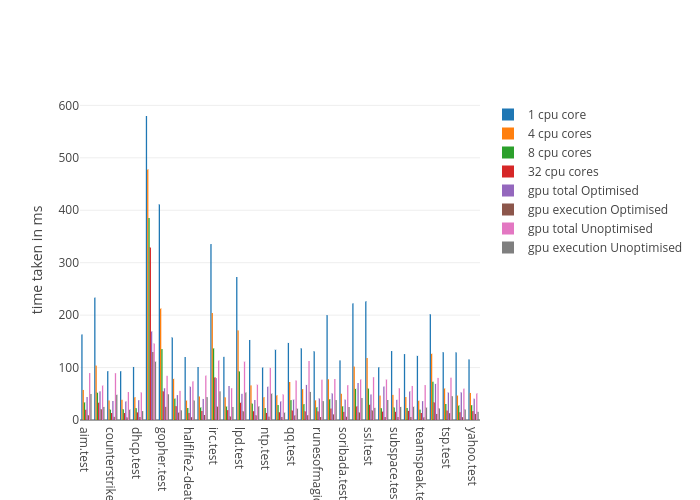 time taken in ms
600
500
400
300
200
100
0
aim.test
counterstrike
dhcp.test
gopher.test
halflife2-deat
irc.test
lpd.test
ntp.test
qq.test
runesofmagi
soribada.test
ssl.test
subspace.tes
teamspeak.te
tsp.test
yahoo.test
1 cpu core
4 cpu cores
8 cpu cores
32 cpu cores
gpu total Optimised
gpu execution Optimised
gpu total Unoptimised
gpu execution Unoptimised